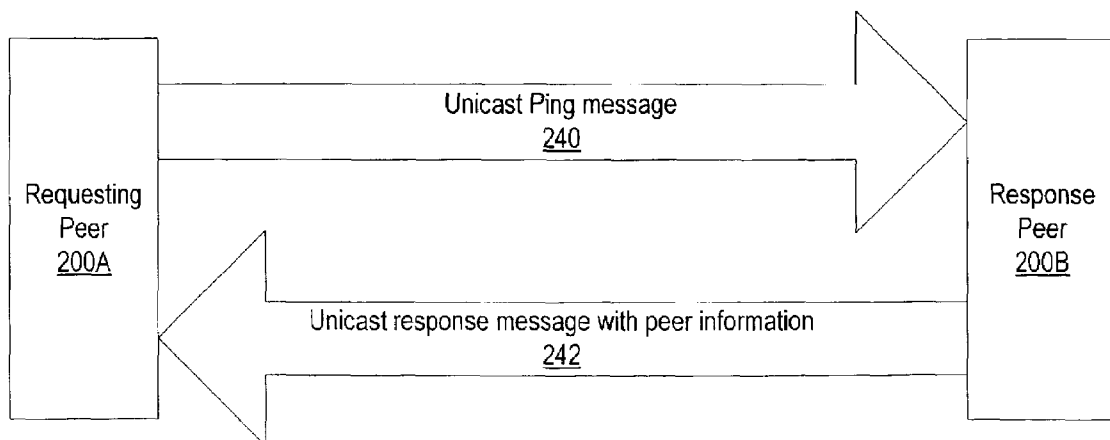 Unicast Ping message
240
Requesting
Peer
200A
Response
Peer
200B
Unicast response message with peer information
242